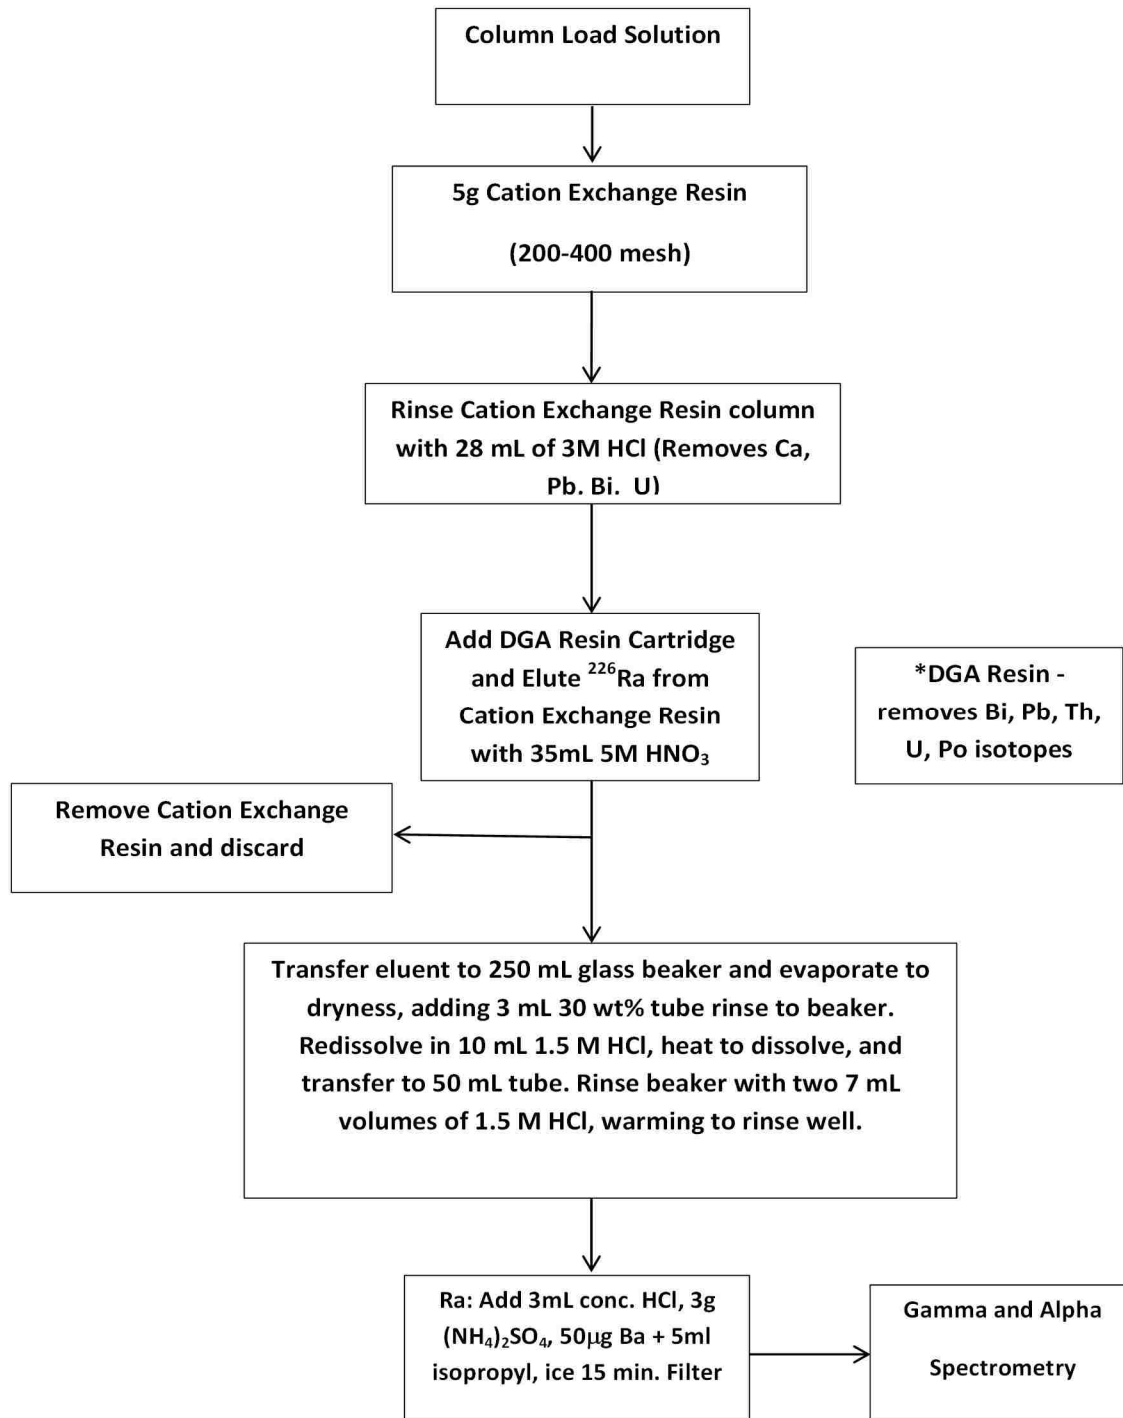 Column Load Solution
5g Cation Exchange Resin
(200-400 mesh)
Rinse Cation Exchange Resin column
with 28 mL of 3M HCl (Removes Ca,
Pb. Bi. U)
Add DGA Resin Cartridge
and Elute ²²⁶Ra from
Cation Exchange Resin
with 35mL 5M HNO₃
*DGA Resin -
removes Bi, Pb, Th,
U, Po isotopes
Remove Cation Exchange
Resin and discard
Transfer eluent to 250 mL glass beaker and evaporate to
dryness, adding 3 mL 30 wt% tube rinse to beaker.
Redissolve in 10 mL 1.5 M HCl, heat to dissolve, and
transfer to 50 mL tube. Rinse beaker with two 7 mL
volumes of 1.5 M HCl, warming to rinse well.
Ra: Add 3mL conc. HCl, 3g
(NH₄)₂SO₄, 50µg Ba + 5ml
isopropyl, ice 15 min. Filter
Gamma and Alpha
Spectrometry